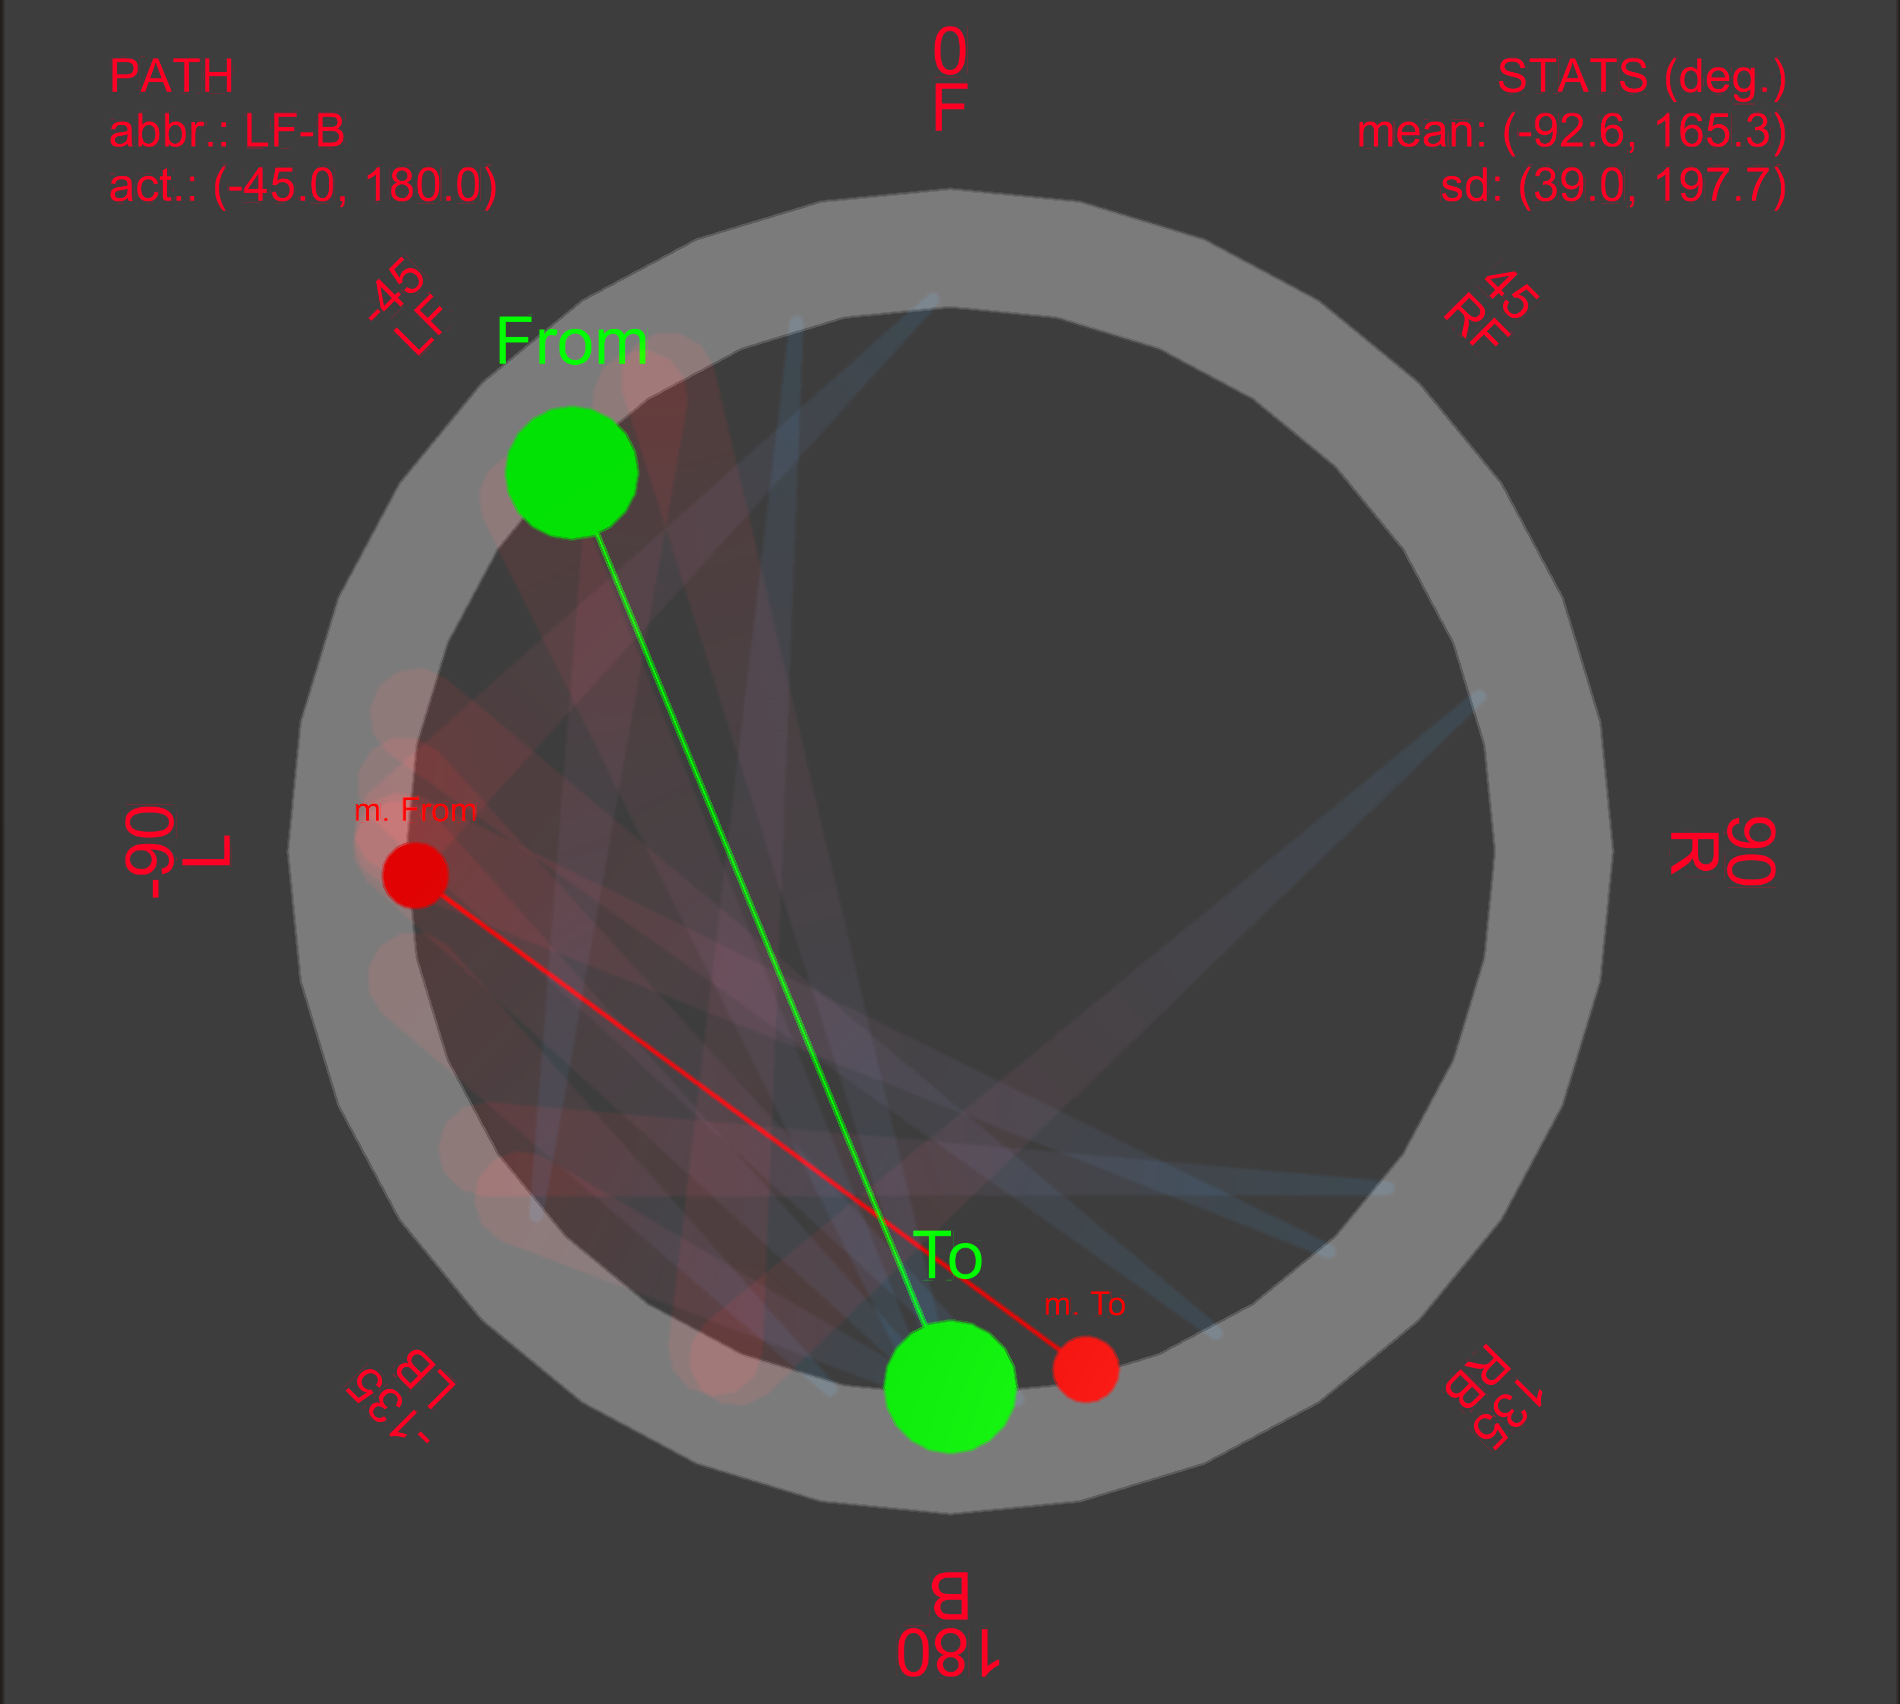 0
F
PATH
abbr.: LF-B
act.: (-45.0, 180.0)
STATS (deg.)
mean: (-92.6, 165.3)
sd: (39.0, 197.7)
-45
LF
45
RF
From
m. From
-90
L
90
R
To
m. To
-135
LB
135
RB
B
180